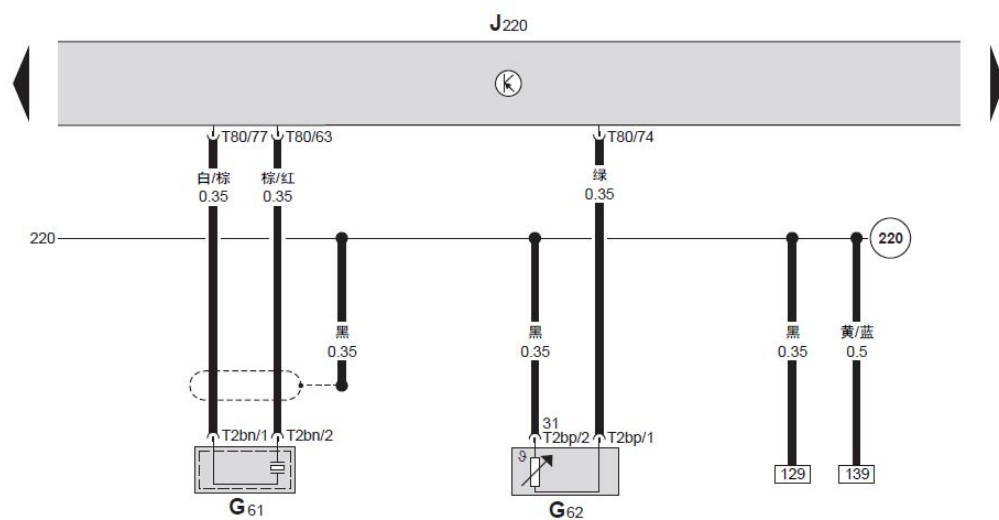 J220
T80/77 T80/63 T80/74
白/棕 棕/红 绿
0.35 0.35 0.35
220 220
黑 黑 黑 黄/蓝
0.35 0.35 0.35 0.5
31
T2bn/1 T2bn/2 T2bp/2 T2bp/1
ϑ
129 139
G61 G62